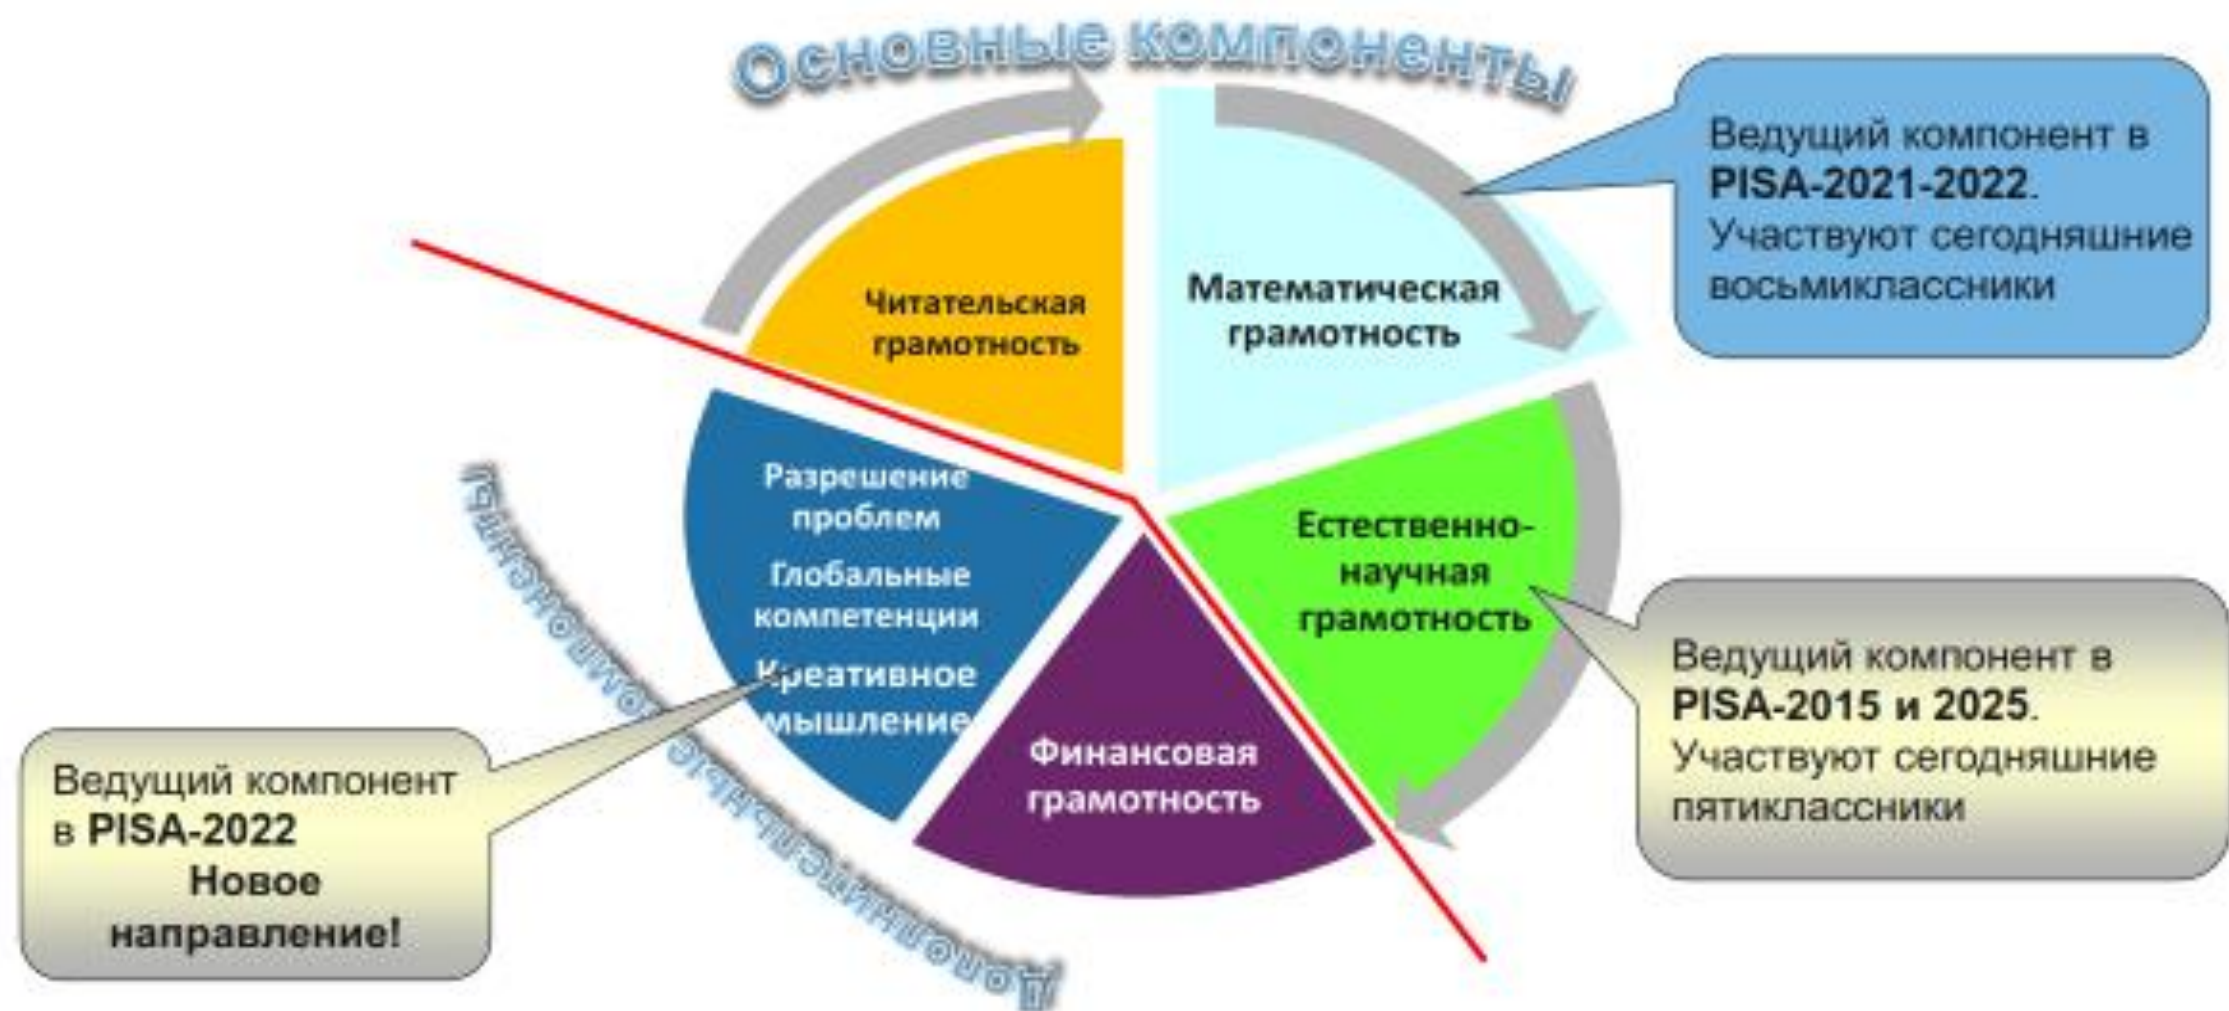 Основные компоненты
Ведущий компонент в
PISA-2021-2022.
Участвуют сегодняшние
восьмиклассники
Читательская
грамотность
Математическая
грамотность
Разрешение
проблем
Глобальные
компетенции
Креативное
мышление
Естественно-
научная
грамотность
Финансовая
грамотность
Ведущий компонент в
PISA-2015 и 2025.
Участвуют сегодняшние
пятиклассники
Ведущий компонент
в PISA-2022
Новое
направление!
Дополнительные компоненты